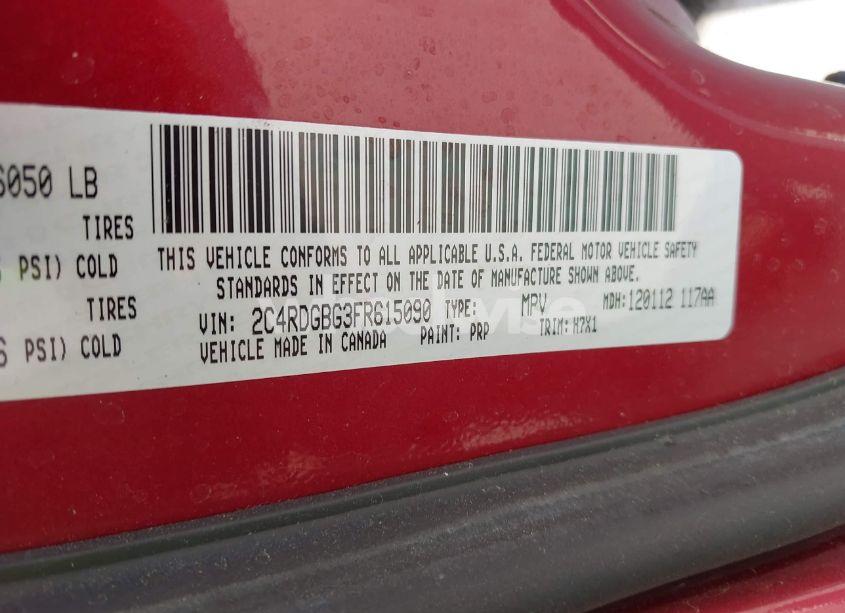 6050 LB
TIRES
PSI) COLD
TIRES
PSI) COLD
THIS VEHICLE CONFORMS TO ALL APPLICABLE U.S.A. FEDERAL MOTOR VEHICLE SAFETY
STANDARDS IN EFFECT ON THE DATE OF MANUFACTURE SHOWN ABOVE.
VIN: 2C4RDGBG3FR615090 TYPE: MPV MDH: 120112 117AA
VEHICLE MADE IN CANADA PAINT: PRP TRIM: H7X1